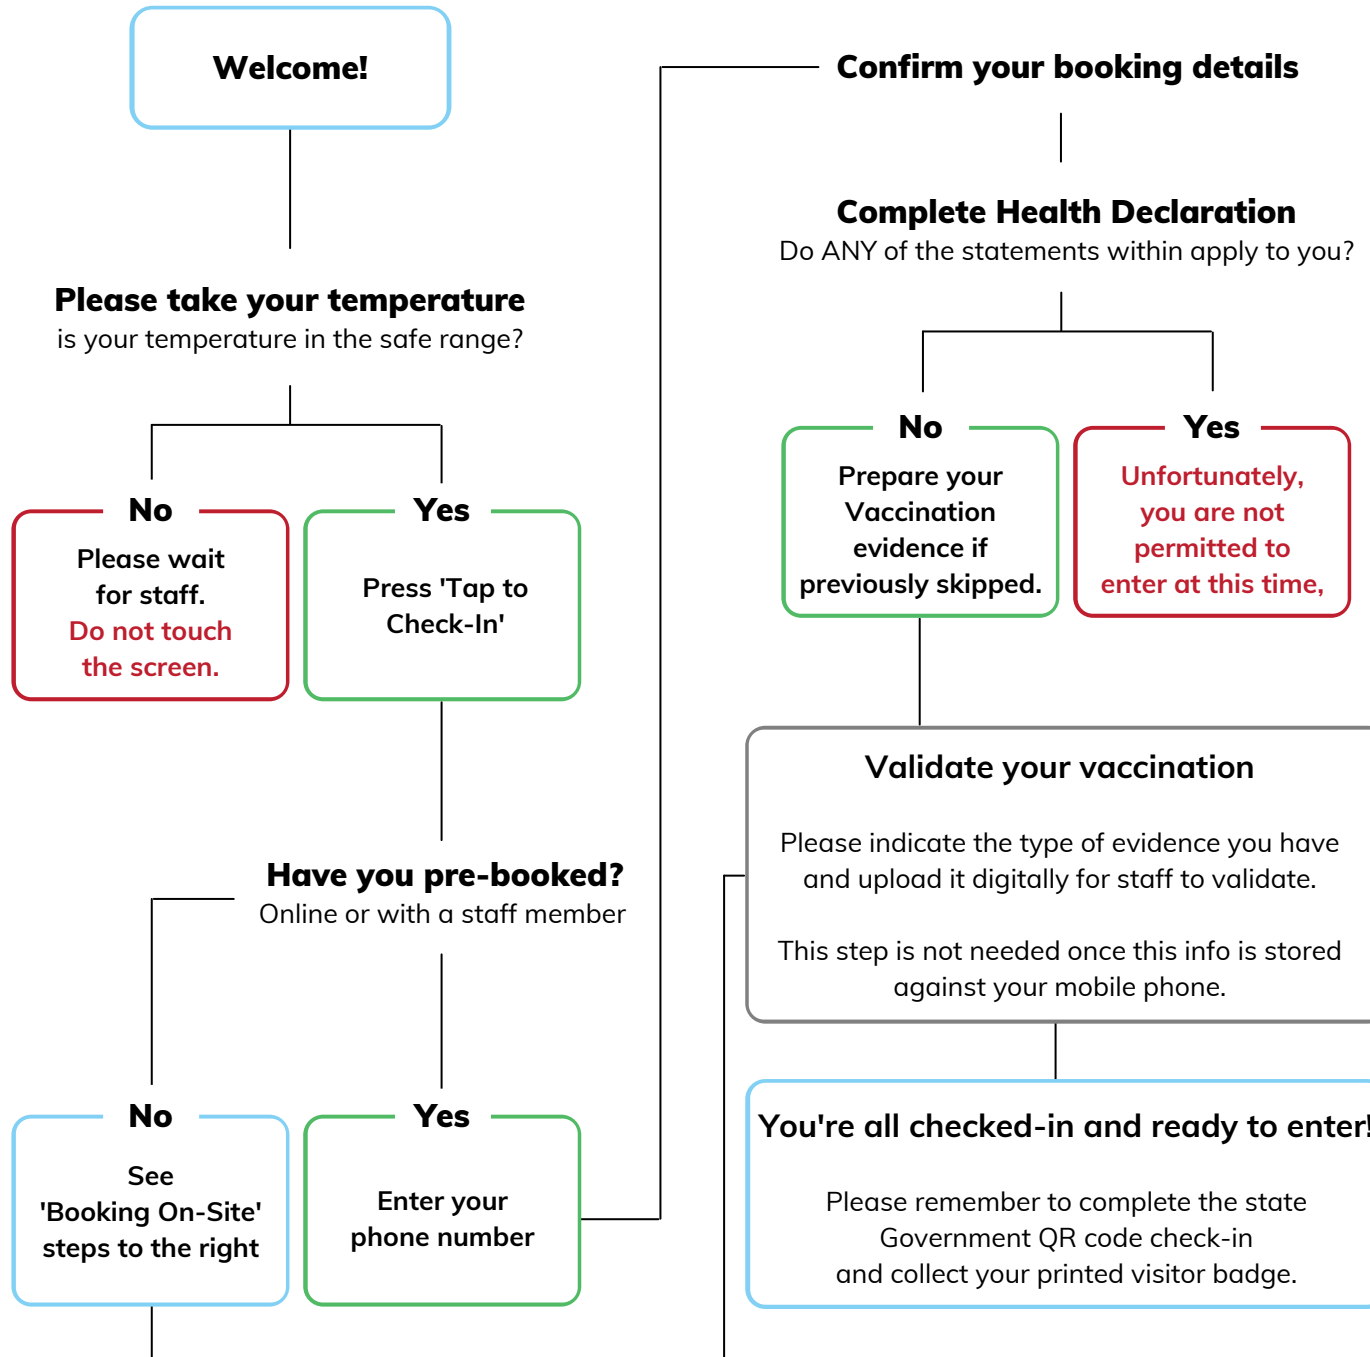 Welcome!
Please take your temperature
is your temperature in the safe range?
No
Please wait
for staff.
Do not touch
the screen.
Yes
Press 'Tap to
Check-In'
Have you pre-booked?
Online or with a staff member
No
See
'Booking On-Site'
steps to the right
Yes
Enter your
phone number
Confirm your booking details
Complete Health Declaration
Do ANY of the statements within apply to you?
No
Prepare your
Vaccination
evidence if
previously skipped.
Yes
Unfortunately,
you are not
permitted to
enter at this time,
Validate your vaccination
Please indicate the type of evidence you have
and upload it digitally for staff to validate.
This step is not needed once this info is stored
against your mobile phone.
You're all checked-in and ready to enter!
Please remember to complete the state
Government QR code check-in
and collect your printed visitor badge.